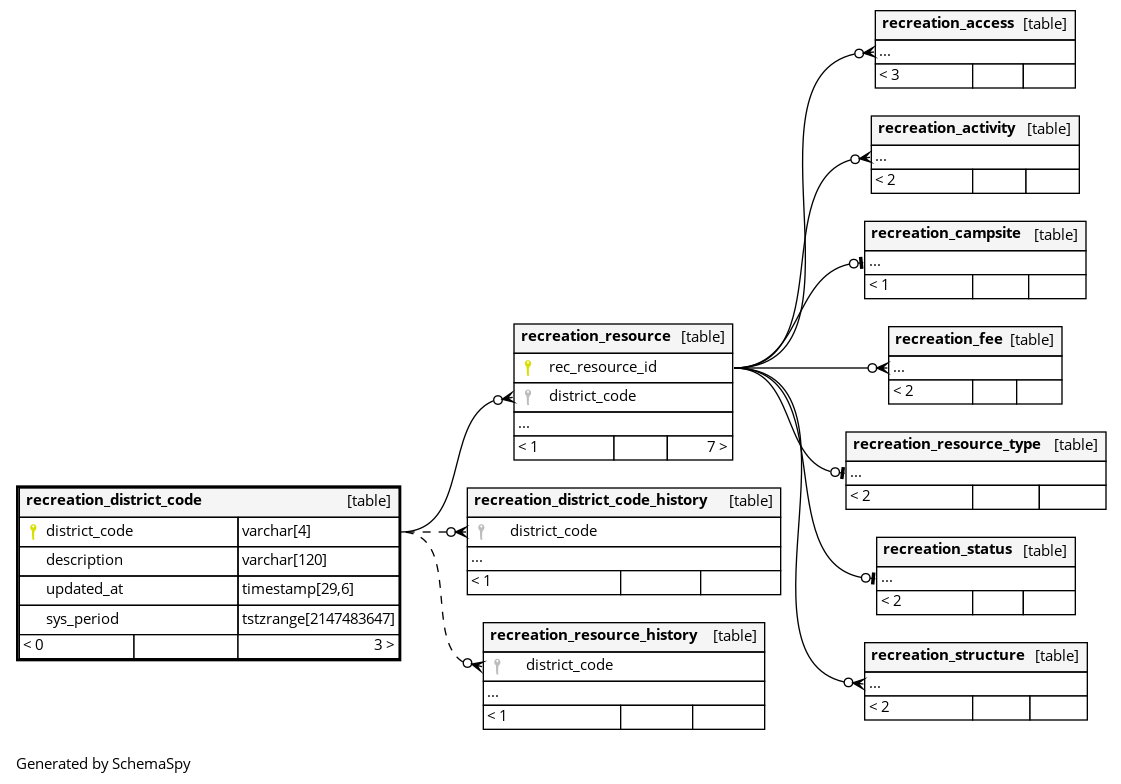 recreation_access [table]
...
< 3
recreation_activity [table]
...
< 2
recreation_campsite [table]
...
< 1
recreation_resource [table]
rec_resource_id
district_code
...
< 1 7 >
recreation_fee [table]
...
< 2
recreation_resource_type [table]
...
< 2
recreation_district_code [table]
district_code varchar[4]
description varchar[120]
updated_at timestamp[29,6]
sys_period tstzrange[2147483647]
< 0 3 >
recreation_district_code_history [table]
district_code
...
< 1
recreation_status [table]
...
< 2
recreation_resource_history [table]
district_code
...
< 1
recreation_structure [table]
...
< 2
Generated by SchemaSpy